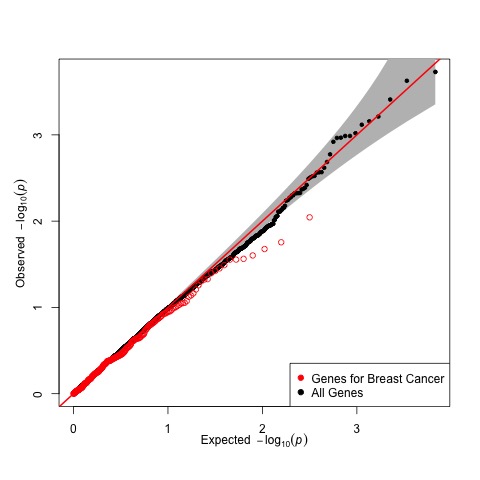 3
2
1
0
Observed −log10(p)
0 1 2 3
Expected −log10(p)
Genes for Breast Cancer
All Genes